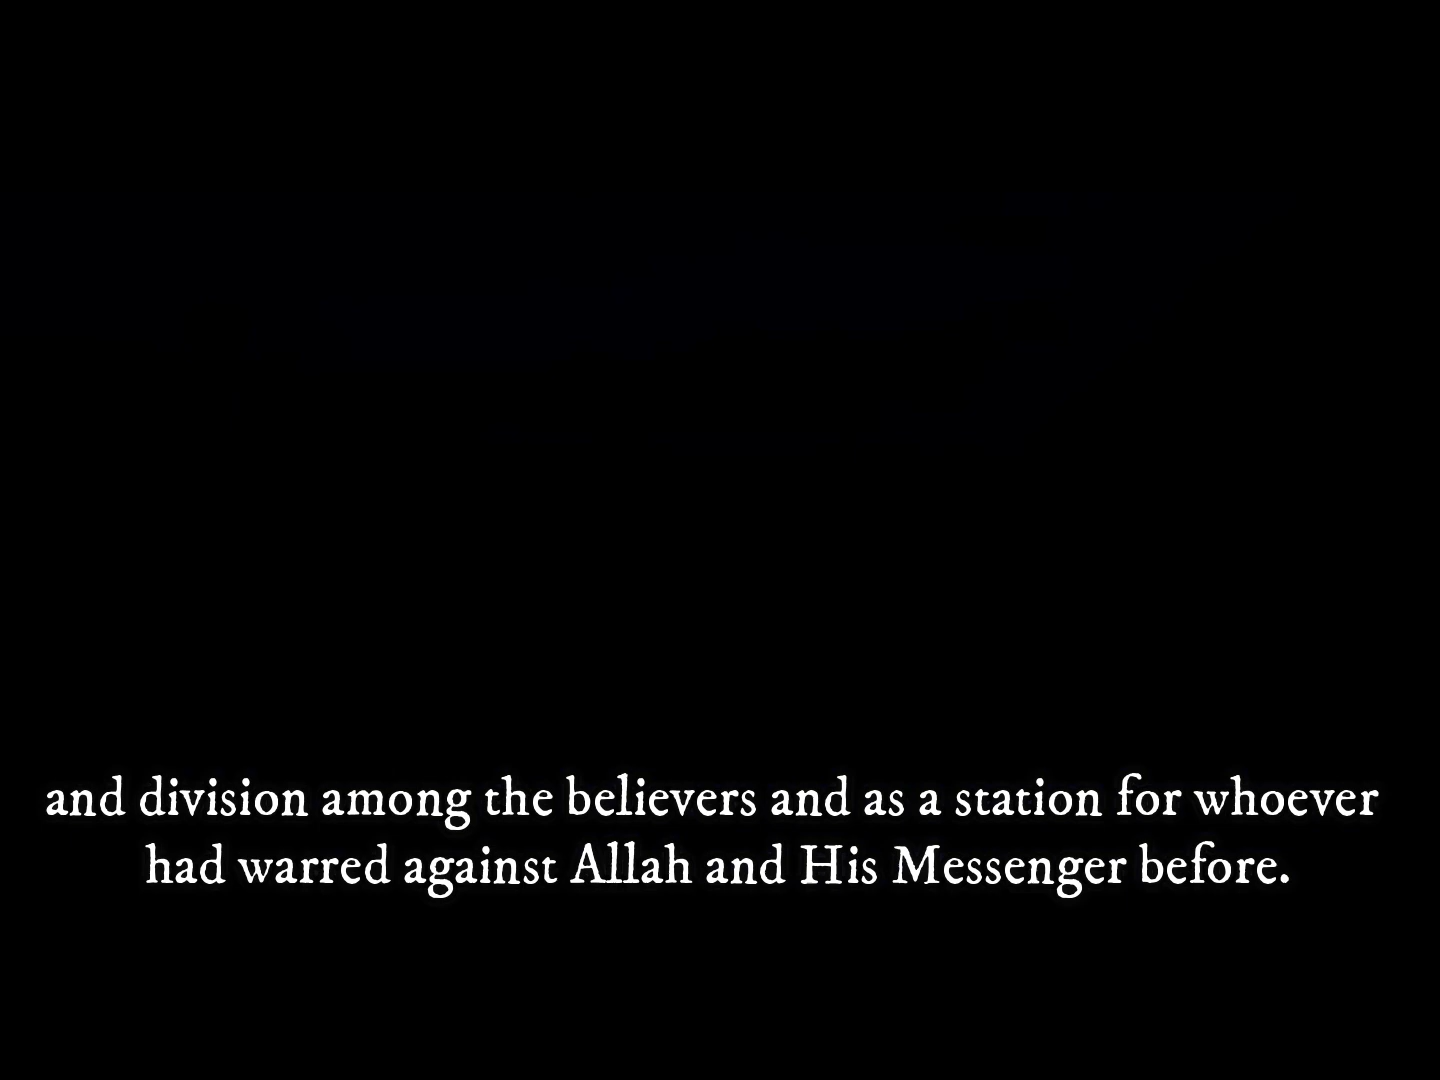 and division among the believers and as a station for whoever
had warred against Allah and His Messenger before.